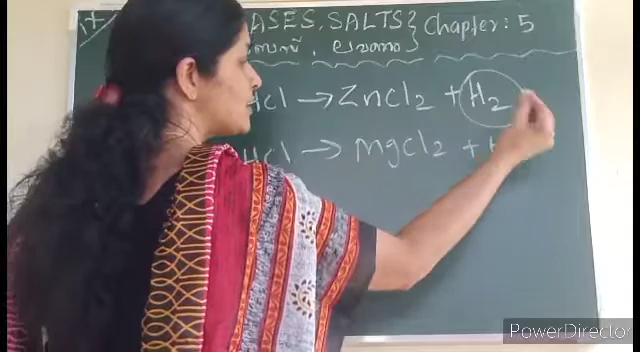 ASES, SALTS} Chapter: 5
ബേസ് , ലവണം
HCl → ZnCl2 + H2
HCl → MgCl2 +
PowerDirector